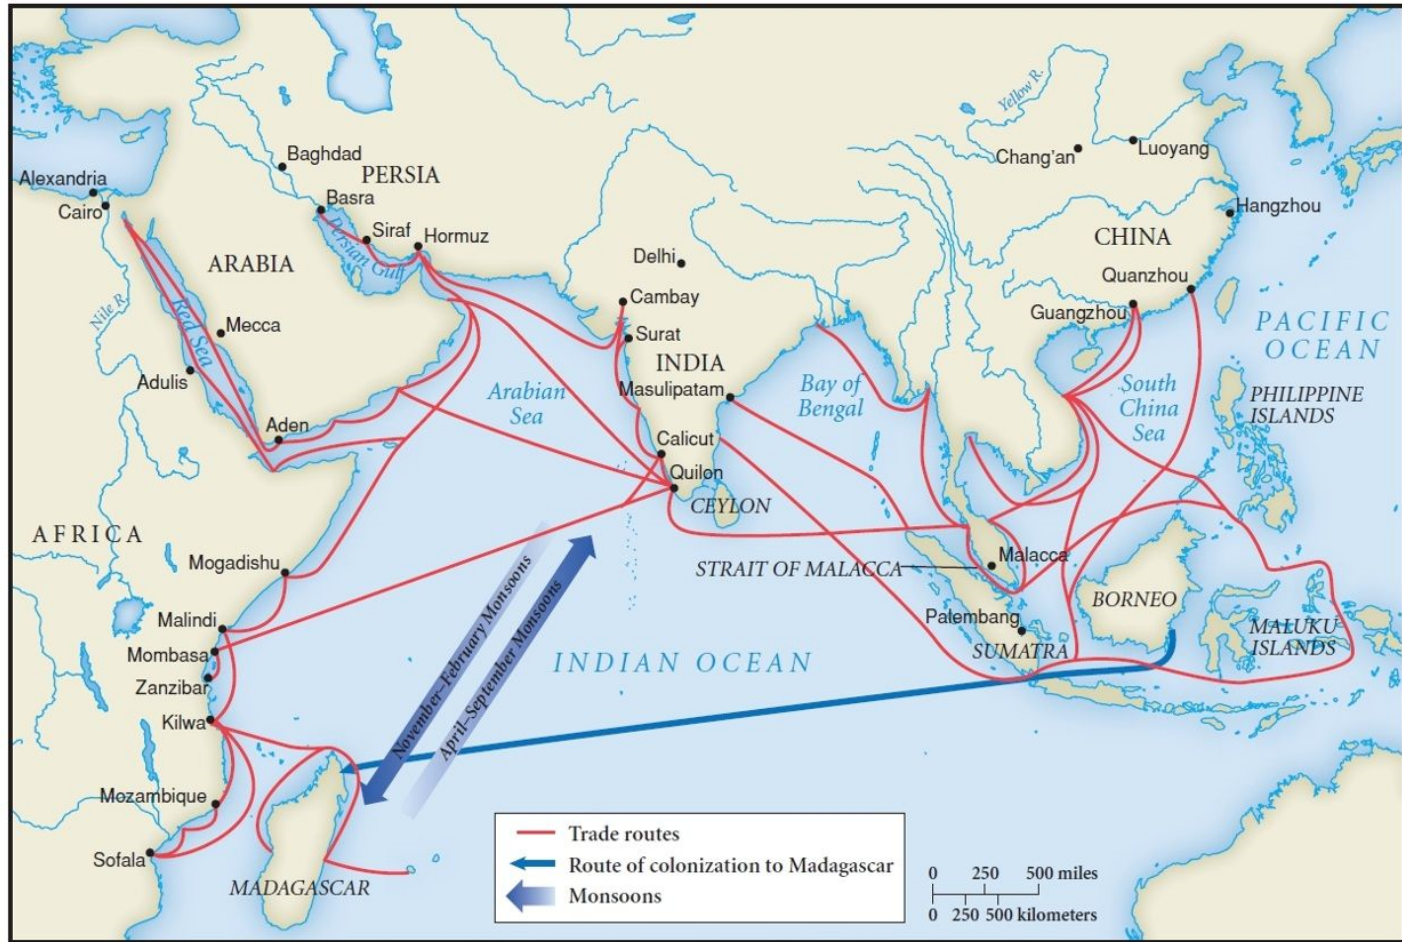 Yellow R.
Baghdad
Chang'an
Luoyang
PERSIA
Alexandria
Cairo
Basra
Hangzhou
Siraf
Hormuz
Persian Gulf
CHINA
ARABIA
Delhi
Quanzhou
Nile R.
Red Sea
Mecca
Cambay
Guangzhou
PACIFIC
OCEAN
Surat
INDIA
Adulis
Masulipatam
Arabian
Sea
Bay of
Bengal
South
China
Sea
PHILIPPINE
ISLANDS
Aden
Calicut
Quilon
CEYLON
AFRICA
Mogadishu
STRAIT OF MALACCA
Malacca
BORNEO
Malindi
Mombasa
Palembang
SUMATRA
MALUKU
ISLANDS
Zanzibar
INDIAN OCEAN
November–February Monsoons
April–September Monsoons
Kilwa
Mozambique
Sofala
MADAGASCAR
Trade routes
Route of colonization to Madagascar
Monsoons
0 250 500 miles
0 250 500 kilometers